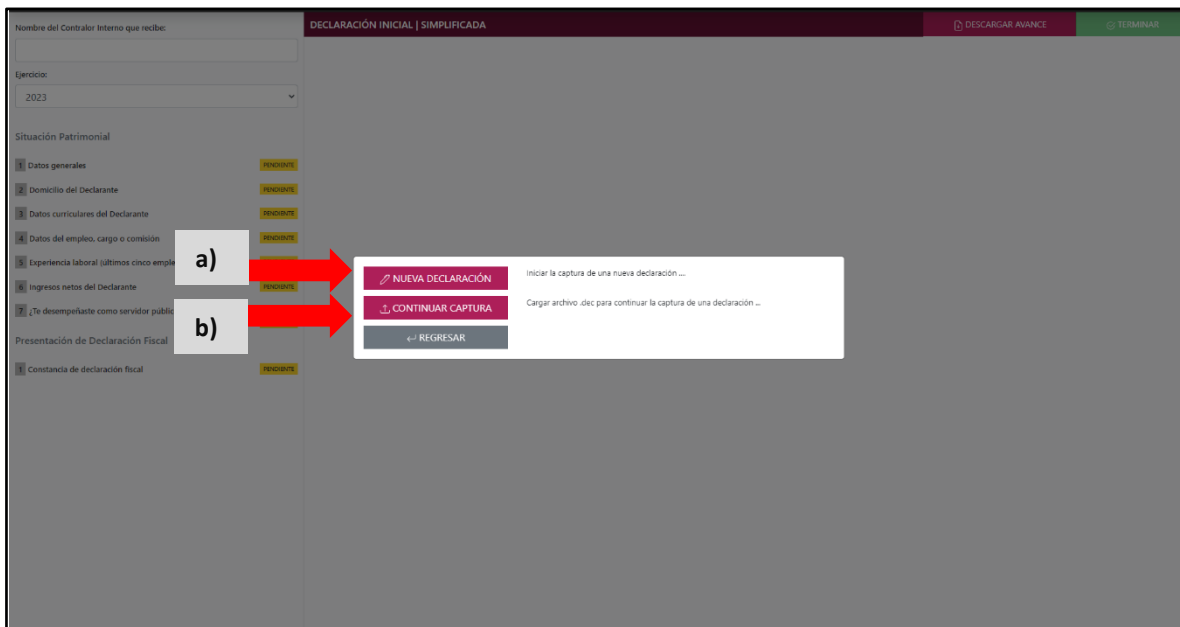 Nombre del Contralor Interno que recibe:
DECLARACIÓN INICIAL | SIMPLIFICADA
DESCARGAR AVANCE
TERMINAR
Ejercicio:
2023
Situación Patrimonial
1 Datos generales PENDIENTE
2 Domicilio del Declarante PENDIENTE
3 Datos curriculares del Declarante PENDIENTE
4 Datos del empleo, cargo o comisión PENDIENTE
5 Experiencia laboral (últimos cinco
6 Ingresos netos del Declarante PENDIENTE
7 ¿Te desempeñaste como servidor
Presentación de Declaración Fiscal
1 Constancia de declaración fiscal PENDIENTE
a)
b)
NUEVA DECLARACIÓN
Iniciar la captura de una nueva declaración ...
CONTINUAR CAPTURA
Cargar archivo .dec para continuar la captura de una declaración ...
REGRESAR